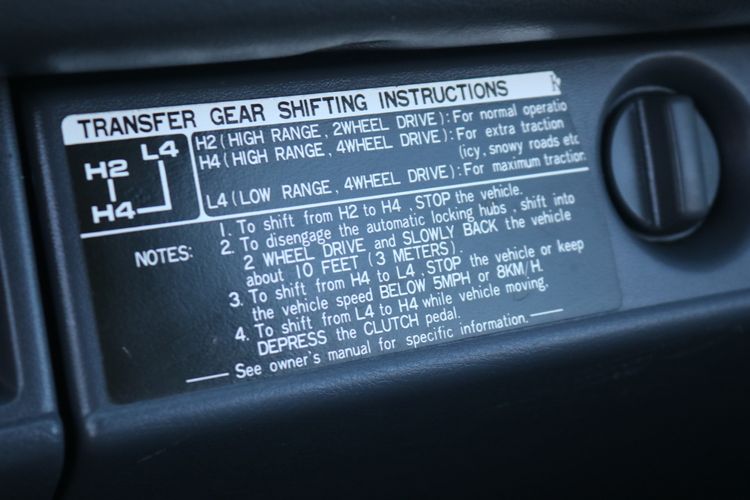 TRANSFER GEAR SHIFTING INSTRUCTIONS
H2 L4
H4
H2 (HIGH RANGE, 2WHEEL DRIVE): For normal operatio
H4 (HIGH RANGE, 4WHEEL DRIVE): For extra traction
(icy, snowy roads etc
L4 (LOW RANGE, 4WHEEL DRIVE): For maximum traction
NOTES: 1. To shift from H2 to H4, STOP the vehicle.
2. To disengage the automatic locking hubs, shift into
2 WHEEL DRIVE and SLOWLY BACK the vehicle
about 10 FEET (3 METERS).
3. To shift from H4 to L4, STOP the vehicle or keep
the vehicle speed BELOW 5MPH or 8KM/H.
4. To shift from L4 to H4 while vehicle moving,
DEPRESS the CLUTCH pedal.
See owner's manual for specific information.